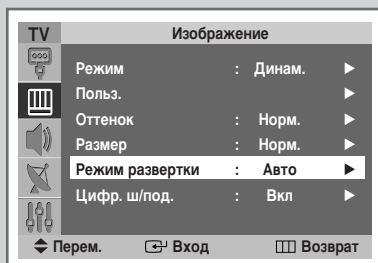 TV Изображение
Режим : Динам.
Польз.
Оттенок : Норм.
Размер : Норм.
Режим развертки : Авто
Цифр. ш/под. : Вкл
Перем. Вход Возврат